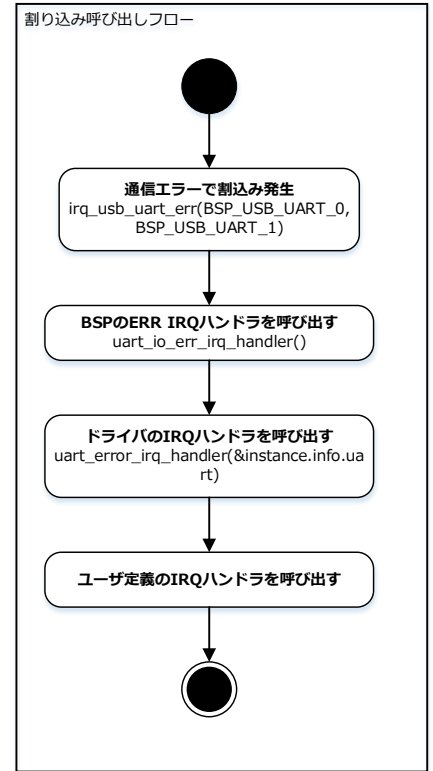 割り込み呼び出しフロー
通信エラーで割込み発生
irq_usb_uart_err(BSP_USB_UART_0,
BSP_USB_UART_1)
BSPのERR IRQハンドラを呼び出す
uart_io_err_irq_handler()
ドライバのIRQハンドラを呼び出す
uart_error_irq_handler(&instance.info.ua
rt)
ユーザ定義のIRQハンドラを呼び出す